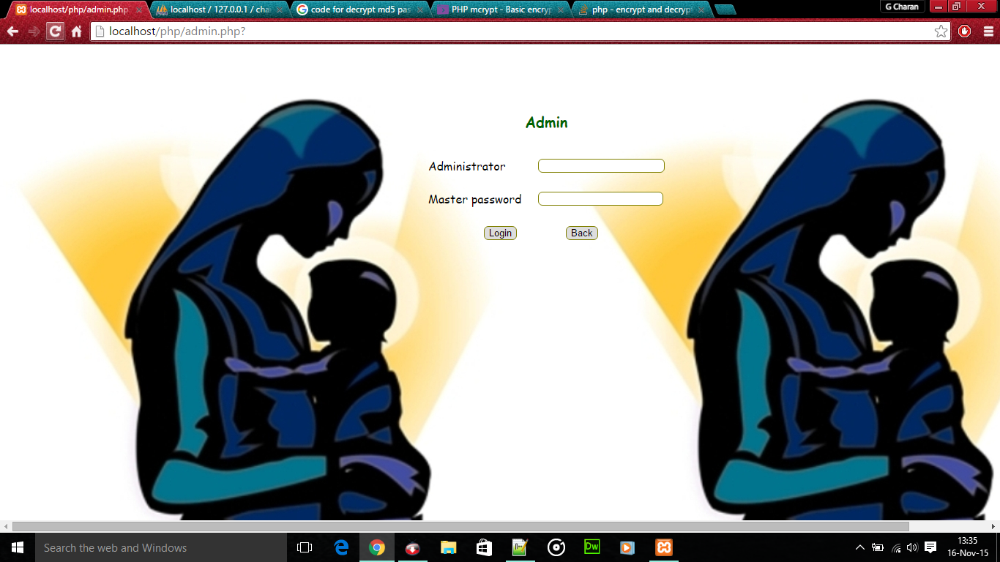 localhost/php/admin.php?
localhost / 127.0.0.1 / cha
code for decrypt md5 pas
PHP mcrypt - Basic encryp
php - encrypt and decrypt
G Charan
localhost/php/admin.php?
Admin
Administrator
Master password
Login Back
Search the web and Windows
Dw
13:35
16-Nov-15